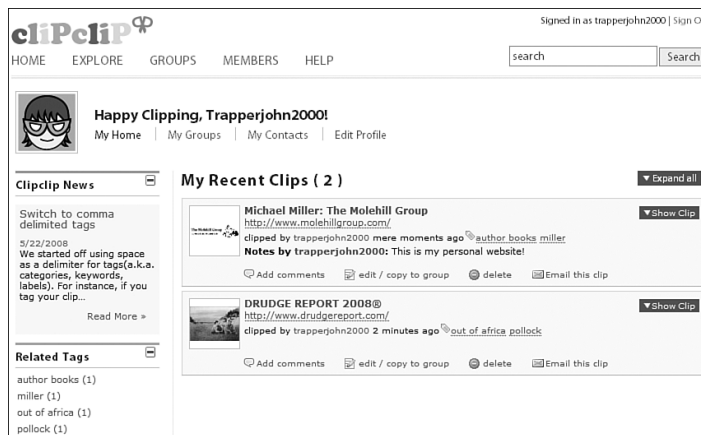 clipclip
Signed in as trapperjohn2000 | Sign O
HOME EXPLORE GROUPS MEMBERS HELP
search Search
Happy Clipping, Trapperjohn2000!
My Home My Groups My Contacts Edit Profile
Clipclip News
Switch to comma
delimited tags
5/22/2008
We started off using space
as a delimiter for tags(a.k.a.
categories, keywords,
labels). For instance, if you
tag your clip...
Read More »
Related Tags
author books (1)
miller (1)
out of africa (1)
pollock (1)
My Recent Clips ( 2 )
▼ Expand all
Michael Miller: The Molehill Group
▼Show Clip
http://www.molehillgroup.com/
clipped by trapperjohn2000 mere moments ago author books miller
Notes by trapperjohn2000: This is my personal website!
Add comments edit / copy to group delete Email this clip
DRUDGE REPORT 2008®
▼Show Clip
http://www.drudgereport.com/
clipped by trapperjohn2000 2 minutes ago out of africa pollock
Add comments edit / copy to group delete Email this clip